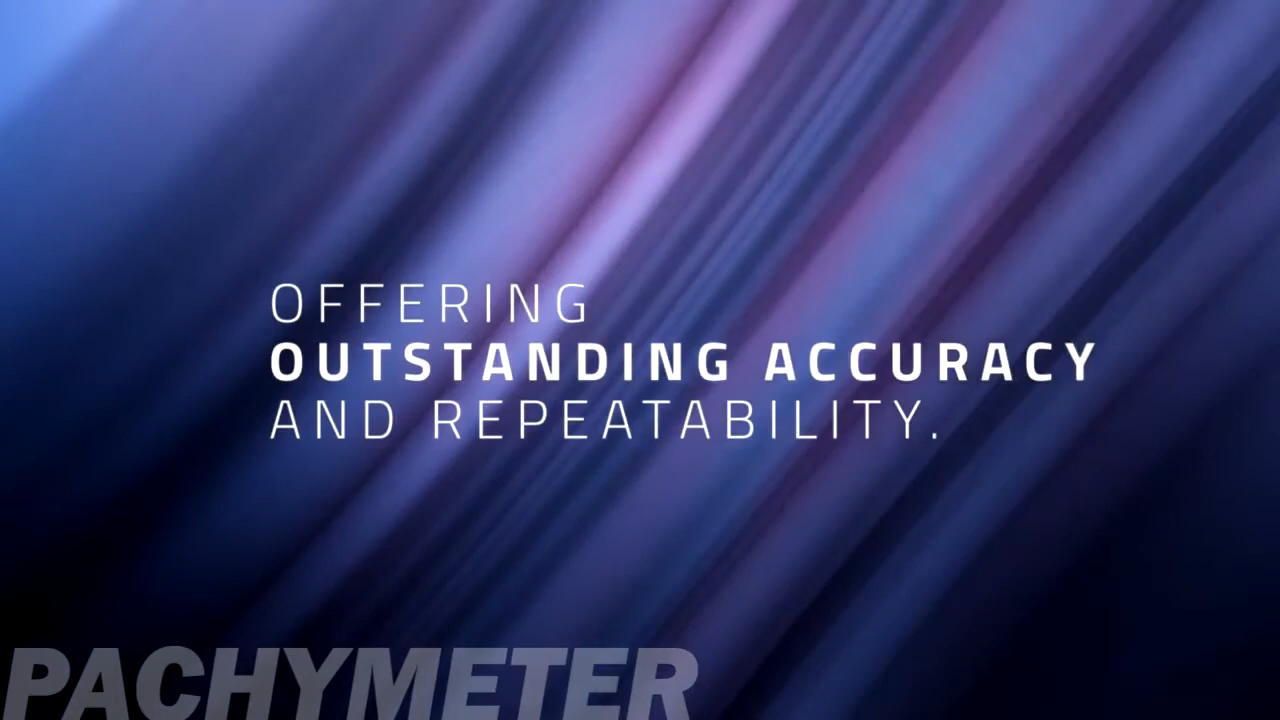 OFFERING
OUTSTANDING ACCURACY
AND REPEATABILITY.
PACHYMETER